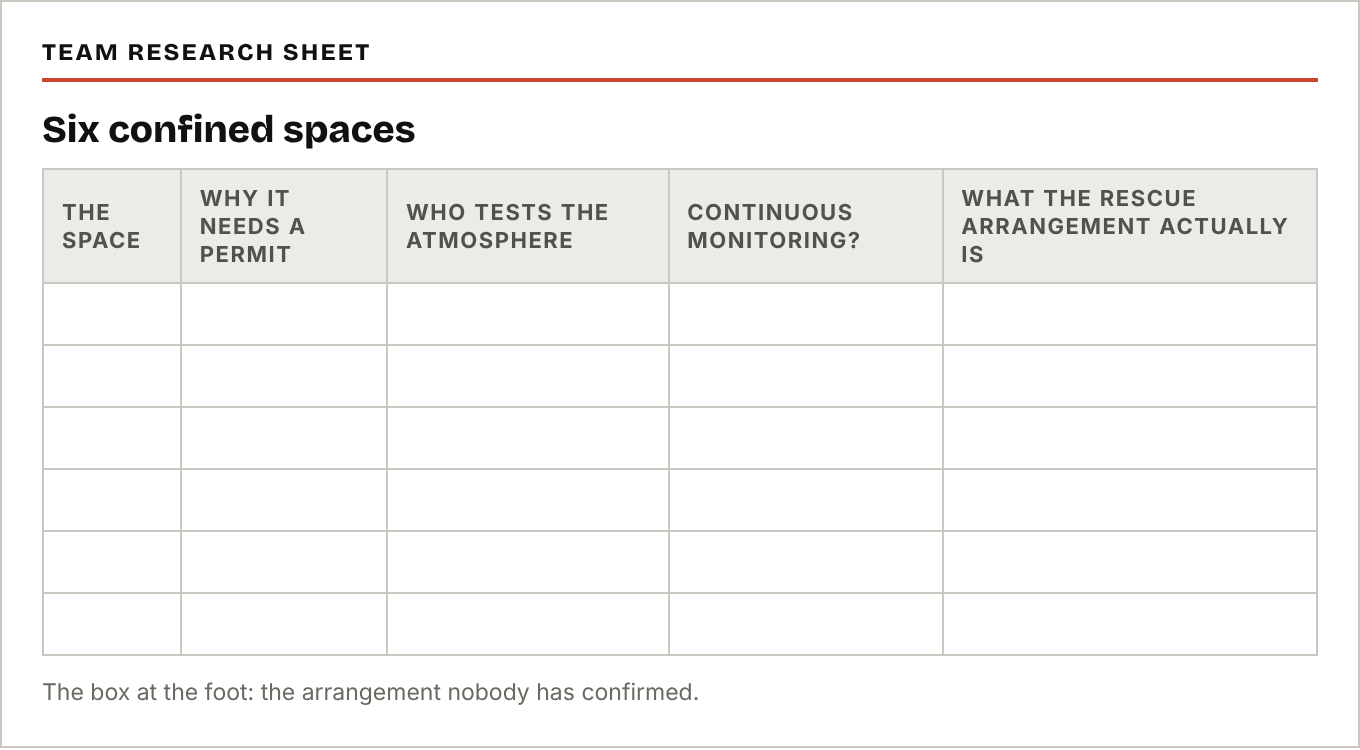 TEAM RESEARCH SHEET
Six confined spaces
THE
SPACE
WHY IT
NEEDS A
PERMIT
WHO TESTS THE
ATMOSPHERE
CONTINUOUS
MONITORING?
WHAT THE RESCUE
ARRANGEMENT ACTUALLY
IS
The box at the foot: the arrangement nobody has confirmed.